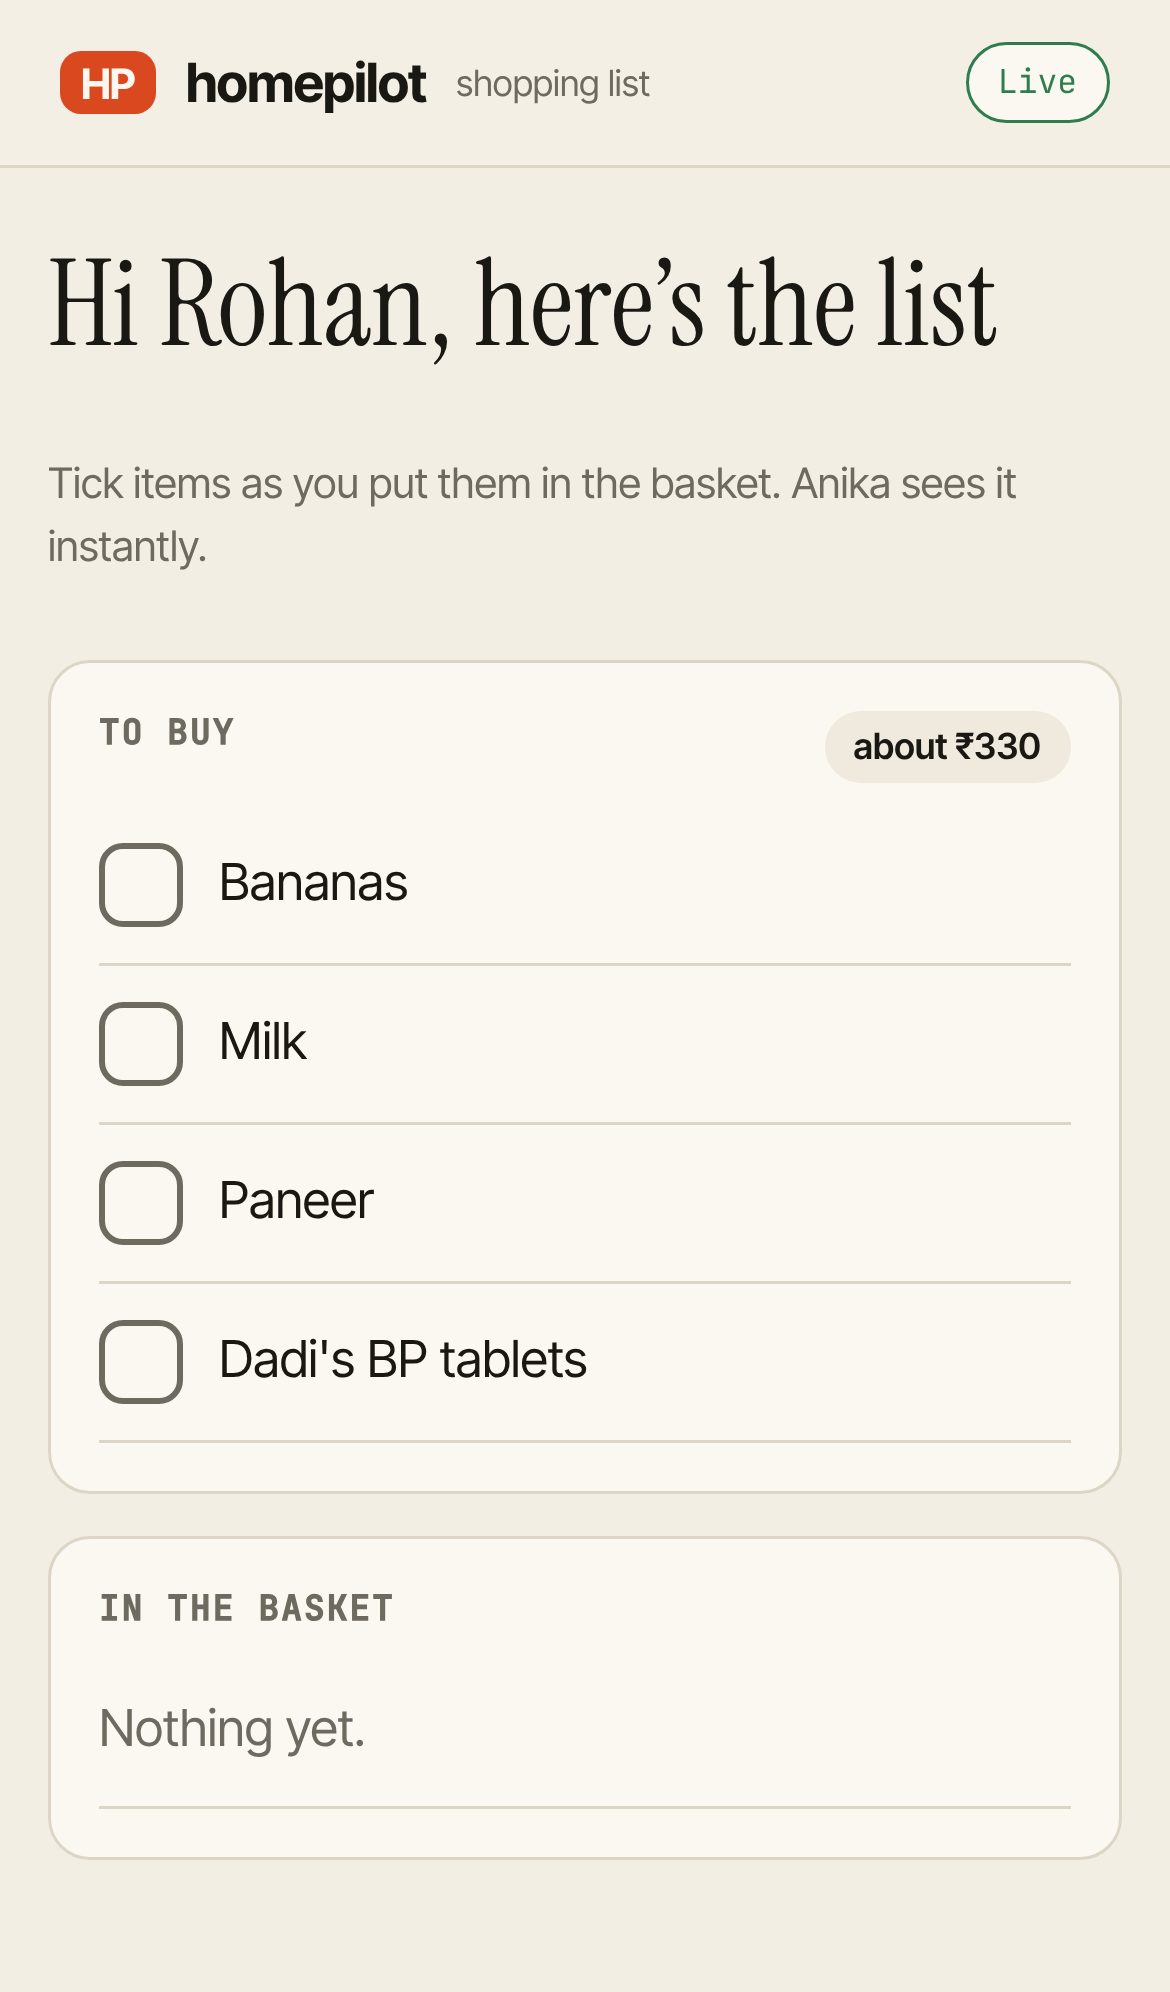 HP homepilot shopping list Live
Hi Rohan, here’s the list
Tick items as you put them in the basket. Anika sees it
instantly.
TO BUY about ₹330
Bananas
Milk
Paneer
Dadi's BP tablets
IN THE BASKET
Nothing yet.